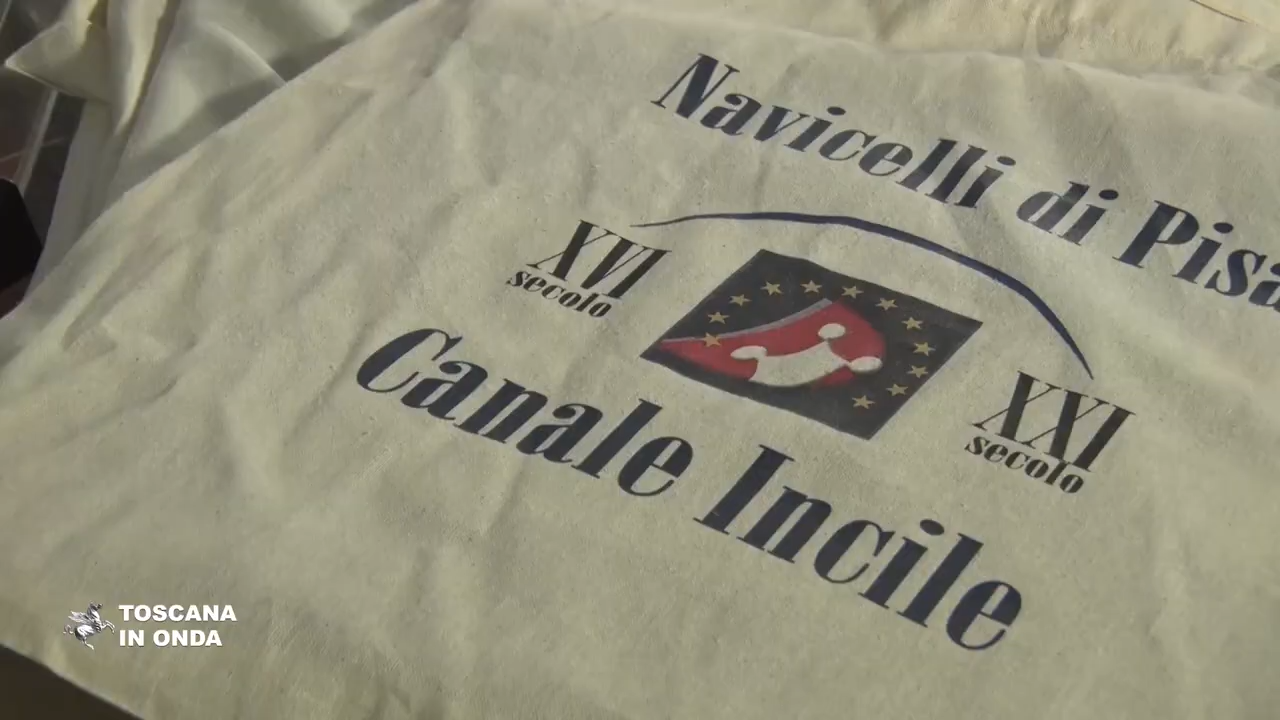 Navicelli di Pisa
XVI
secolo
XXI
secolo
Canale Incile
TOSCANA
IN ONDA